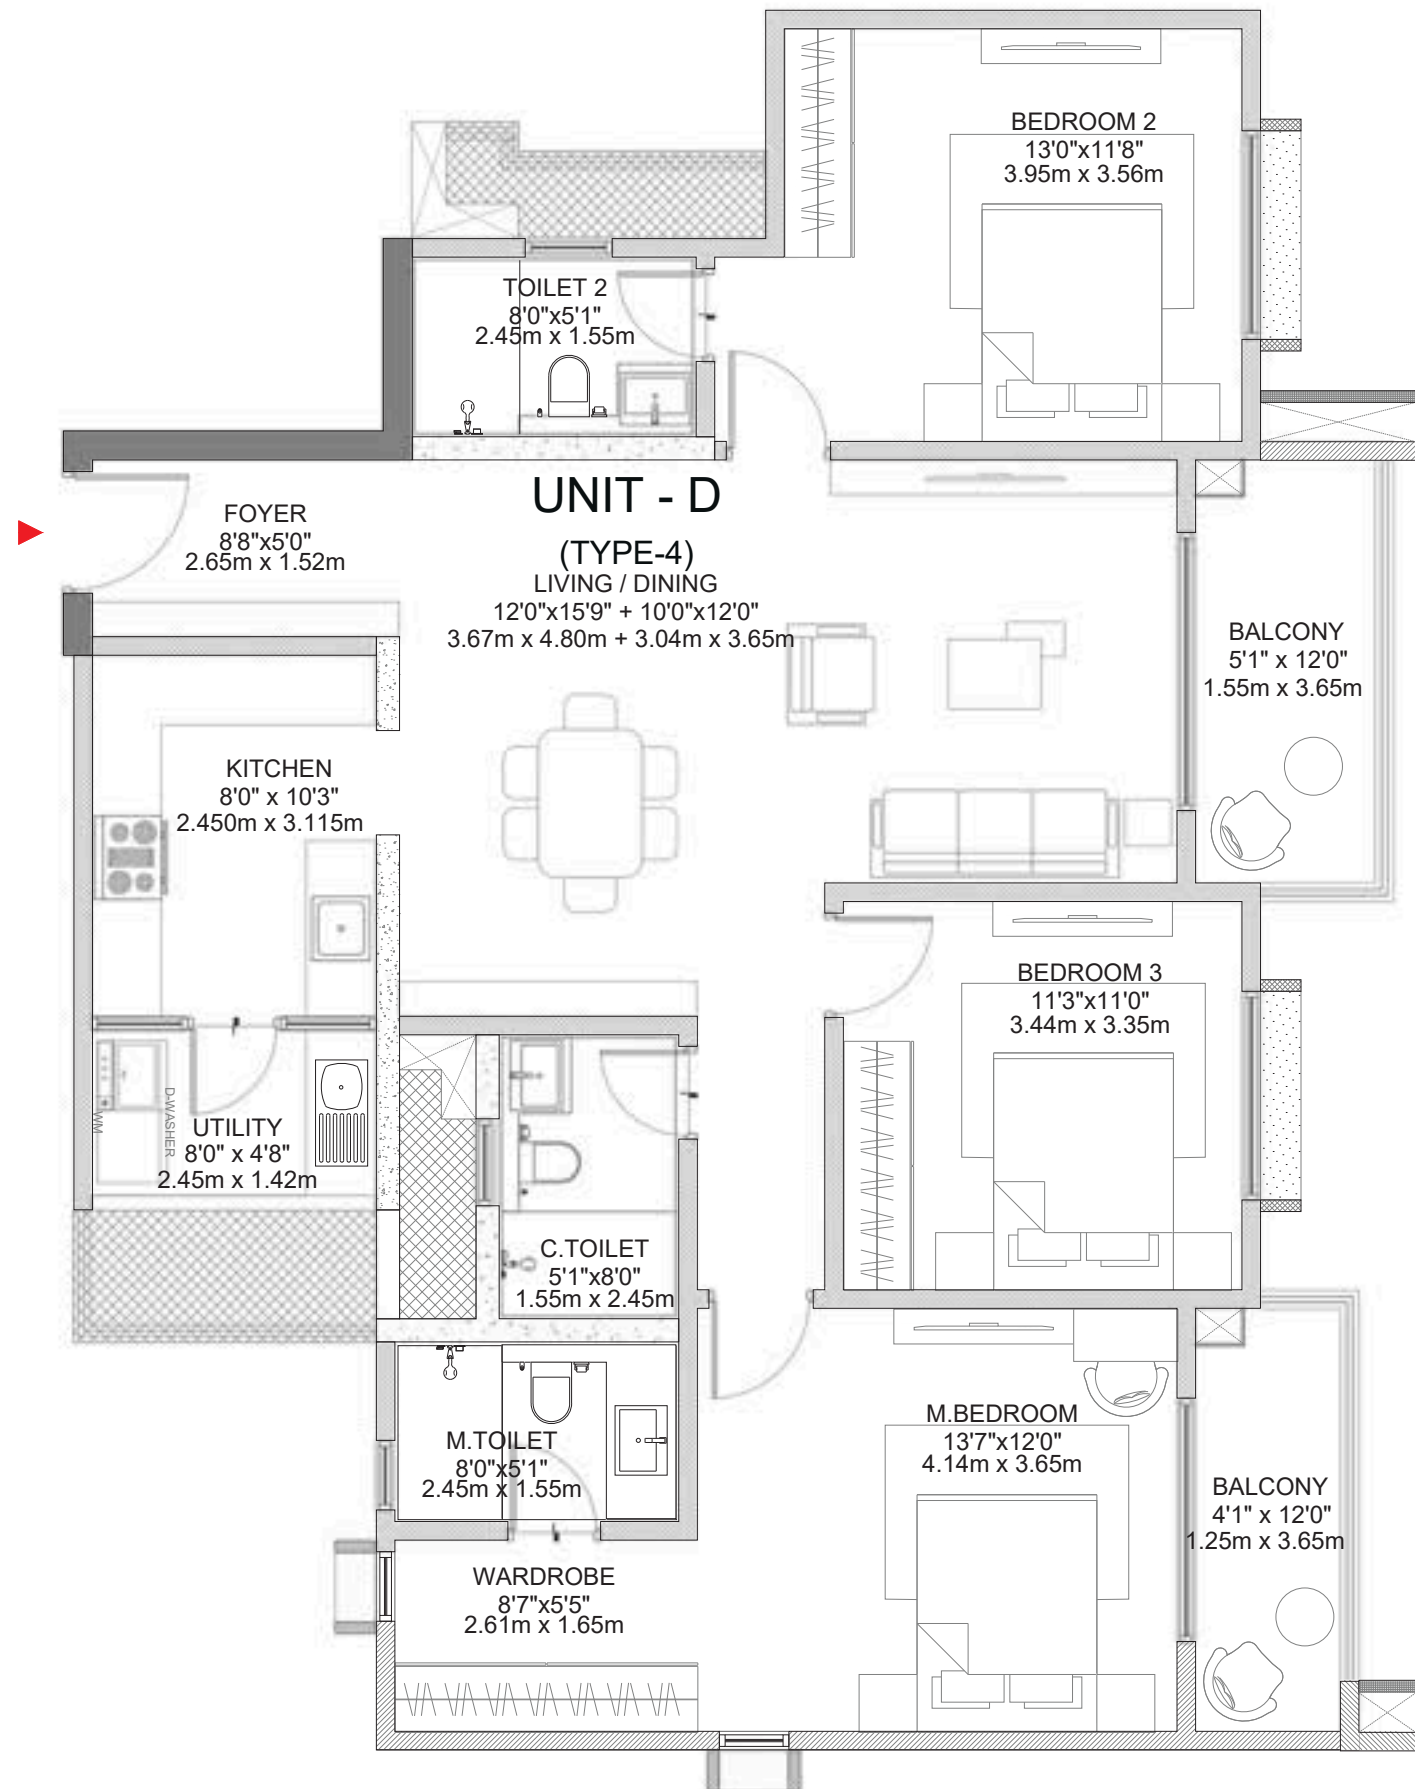 BEDROOM 2
13'0"x11'8"
3.95m x 3.56m
TOILET 2
8'0"x5'1"
2.45m x 1.55m
UNIT - D
(TYPE-4)
FOYER
8'8"x5'0"
2.65m x 1.52m
LIVING / DINING
12'0"x15'9" + 10'0"x12'0"
3.67m x 4.80m + 3.04m x 3.65m
BALCONY
5'1" x 12'0"
1.55m x 3.65m
KITCHEN
8'0" x 10'3"
2.450m x 3.115m
BEDROOM 3
11'3"x11'0"
3.44m x 3.35m
WM
D-WASHER
UTILITY
8'0" x 4'8"
2.45m x 1.42m
C.TOILET
5'1"x8'0"
1.55m x 2.45m
M.TOILET
8'0"x5'1"
2.45m x 1.55m
M.BEDROOM
13'7"x12'0"
4.14m x 3.65m
BALCONY
4'1" x 12'0"
1.25m x 3.65m
WARDROBE
8'7"x5'5"
2.61m x 1.65m